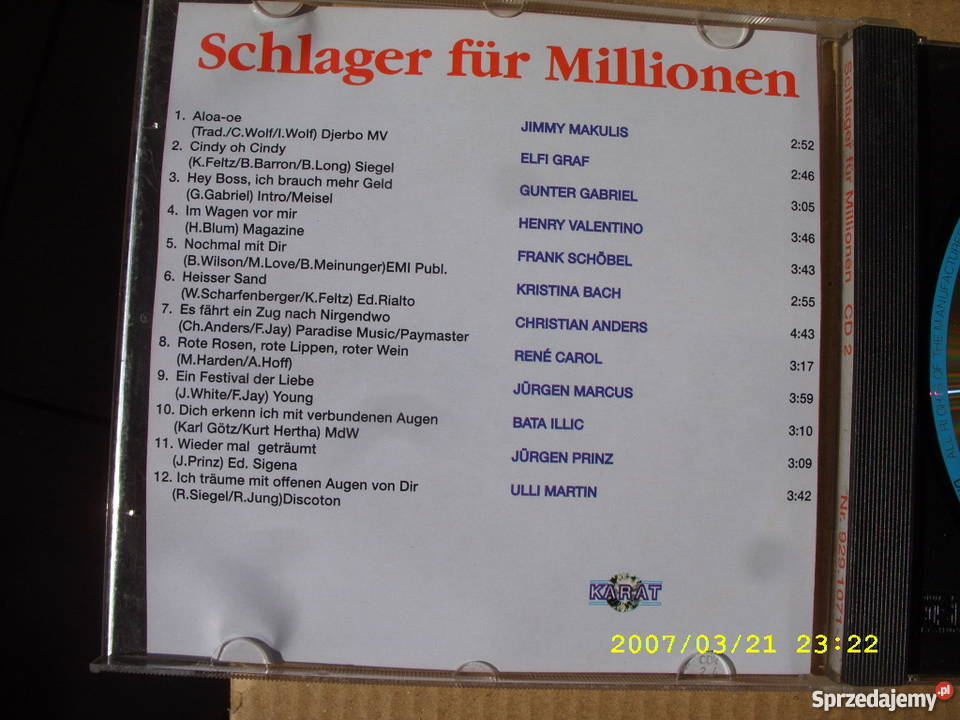 Schlager für Millionen
1. Aloa-oe JIMMY MAKULIS 2:52
(Trad./C.Wolf/I.Wolf) Djerbo MV
2. Cindy oh Cindy ELFI GRAF 2:46
(K.Feltz/B.Barron/B.Long) Siegel
3. Hey Boss, ich brauch mehr Geld GUNTER GABRIEL 3:05
(G.Gabriel) Intro/Meisel
4. Im Wagen vor mir HENRY VALENTINO 3:46
(H.Blum) Magazine
5. Nochmal mit Dir FRANK SCHÖBEL 3:43
(B.Wilson/M.Love/B.Meinunger)EMI Publ.
6. Heisser Sand KRISTINA BACH 2:55
(W.Scharfenberger/K.Feltz) Ed.Rialto
7. Es fährt ein Zug nach Nirgendwo CHRISTIAN ANDERS 4:43
(Ch.Anders/F.Jay) Paradise Music/Paymaster
8. Rote Rosen, rote Lippen, roter Wein RENÉ CAROL 3:17
(M.Harden/A.Hoff)
9. Ein Festival der Liebe JÜRGEN MARCUS 3:59
(J.White/F.Jay) Young
10. Dich erkenn ich mit verbundenen Augen BATA ILLIC 3:10
(Karl Götz/Kurt Hertha) MdW
11. Wieder mal geträumt JÜRGEN PRINZ 3:09
(J.Prinz) Ed. Sigena
12. Ich träume mit offenen Augen von Dir ULLI MARTIN 3:42
(R.Siegel/R.Jung)Discoton
KARAT
Schlager für Millionen CD 2 Nr. 929.1071
ALL RIGHTS OF THE MANUFACTURE
2007/03/21 23:22
Sprzedajemy.pl